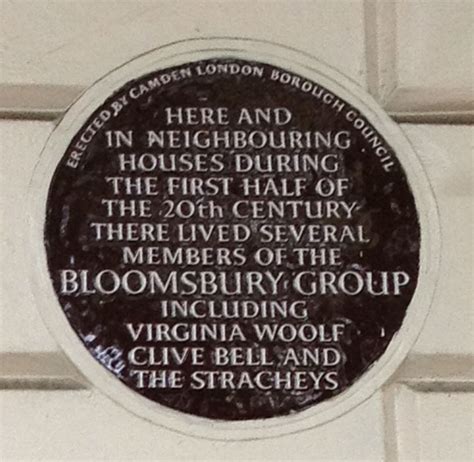 ERECTED BY CAMDEN LONDON BOROUGH COUNCIL
HERE AND
IN NEIGHBOURING
HOUSES DURING
THE FIRST HALF OF
THE 20th CENTURY
THERE LIVED SEVERAL
MEMBERS OF THE
BLOOMSBURY GROUP
INCLUDING
VIRGINIA WOOLF
CLIVE BELL AND
THE STRACHEYS